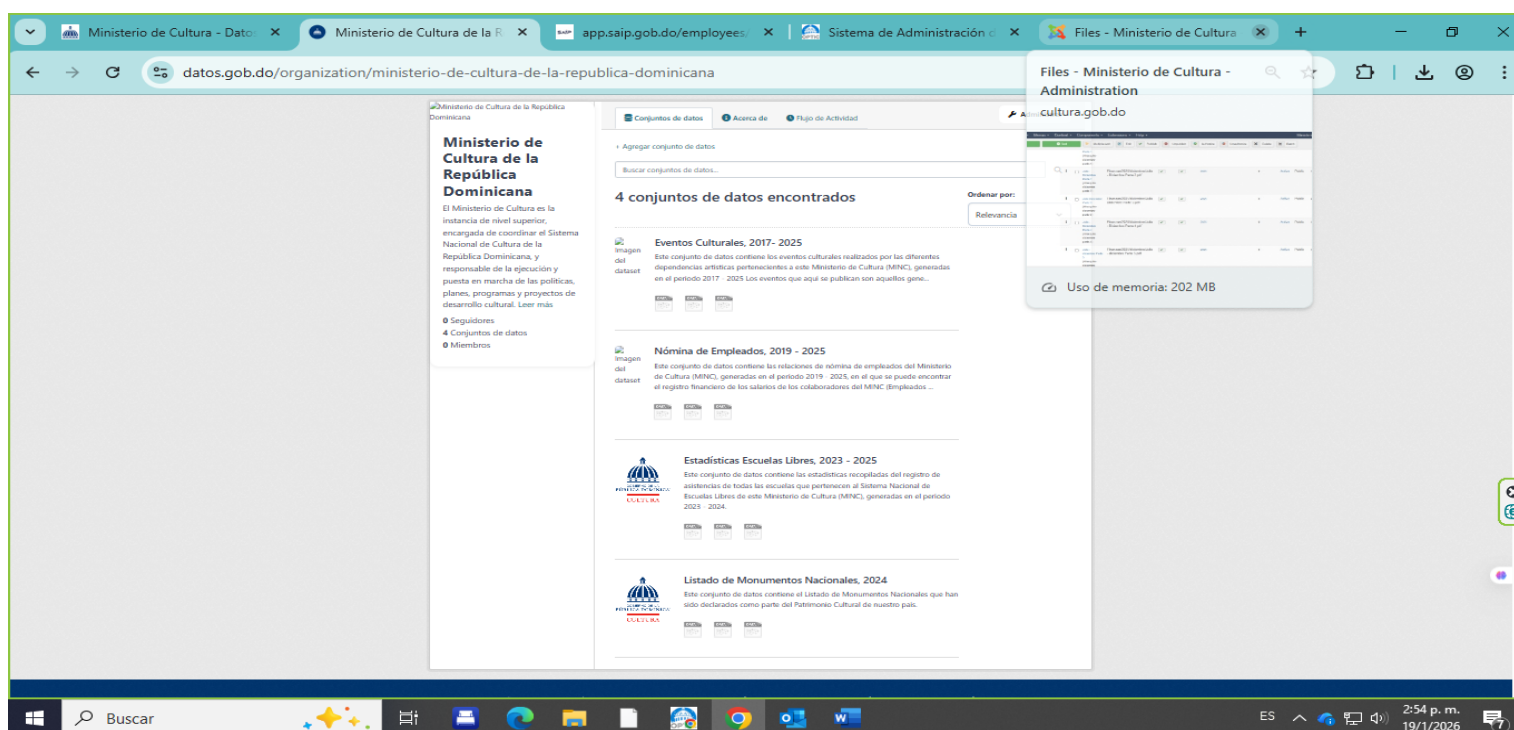 Ministerio de Cultura - Dato
Ministerio de Cultura de la R
app.saip.gob.do/employees/
Sistema de Administración d
Files - Ministerio de Cultura
datos.gob.do/organization/ministerio-de-cultura-de-la-republica-dominicana
Files - Ministerio de Cultura -
Administration
cultura.gob.do
Uso de memoria: 202 MB
Ministerio de Cultura de la República
Dominicana
Ministerio de
Cultura de la
República
Dominicana
El Ministerio de Cultura es la
instancia de nivel superior,
encargada de coordinar el Sistema
Nacional de Cultura de la
República Dominicana, y
responsable de la ejecución y
puesta en marcha de las políticas,
planes, programas y proyectos de
desarrollo cultural. Leer más
0 Seguidores
4 Conjuntos de datos
0 Miembros
Conjuntos de datos
Acerca de
Flujo de Actividad
Agregar conjunto de datos
Buscar conjuntos de datos...
4 conjuntos de datos encontrados
Ordenar por:
Relevancia
Imagen
del
dataset
Eventos Culturales, 2017- 2025
Este conjunto de datos contiene los eventos culturales realizados por las diferentes
dependencias artísticas pertenecientes a este Ministerio de Cultura (MINC), generadas
en el periodo 2017 - 2025 Los eventos que aquí se publican son aquellos gene...
Imagen
del
dataset
Nómina de Empleados, 2019 - 2025
Este conjunto de datos contiene las relaciones de nómina de empleados del Ministerio
de Cultura (MINC), generadas en el periodo 2019 - 2025, en el que se puede encontrar
el registro financiero de los salarios de los colaboradores del MINC (Empleados ...
CULTURA
Estadísticas Escuelas Libres, 2023 - 2025
Este conjunto de datos contiene las estadísticas recopiladas del registro de
asistencias de todas las escuelas que pertenecen al Sistema Nacional de
Escuelas Libres de este Ministerio de Cultura (MINC), generadas en el periodo
2023 - 2024.
CULTURA
Listado de Monumentos Nacionales, 2024
Este conjunto de datos contiene el Listado de Monumentos Nacionales que han
sido declarados como parte del Patrimonio Cultural de nuestro país.
Buscar
ES
2:54 p. m.
19/1/2026